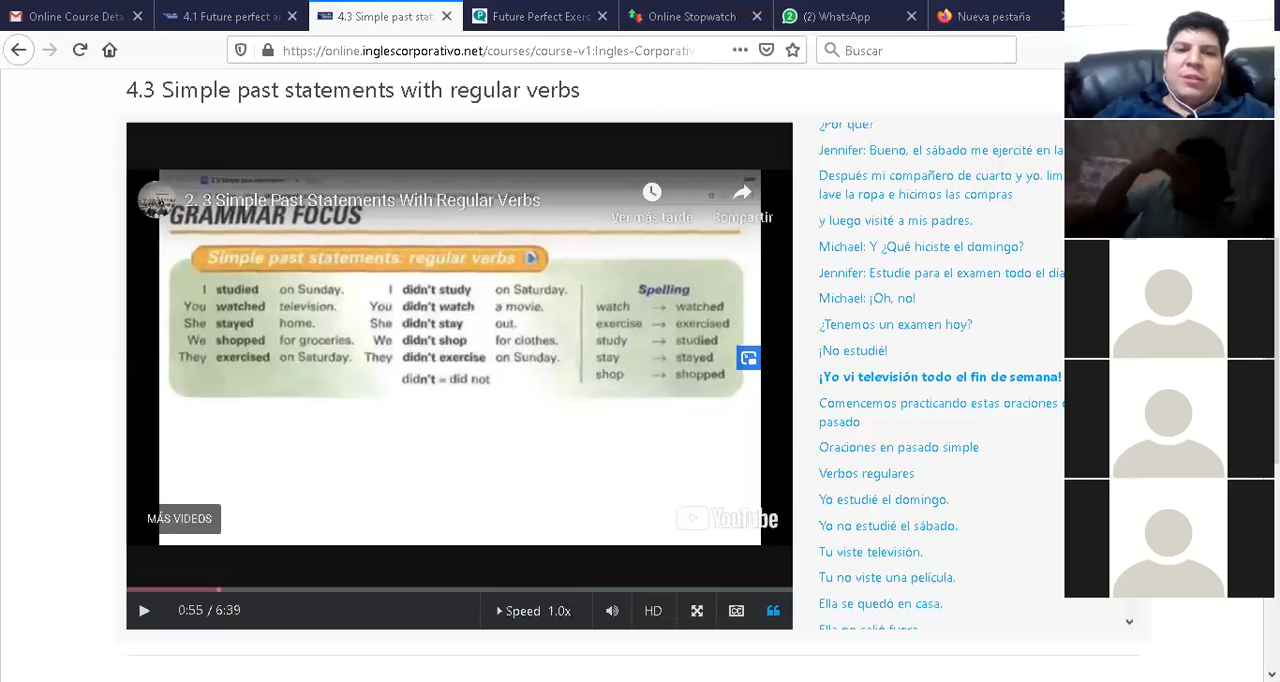 Online Course Deta
4.1 Future perfect a
4.3 Simple past stat
Future Perfect Exerc
Online Stopwatch
(2) WhatsApp
Nueva pestaña
https://online.inglescorporativo.net/courses/course-v1:Ingles-Corporativ
Buscar
4.3 Simple past statements with regular verbs
2. 3 Simple Past Statements With Regular Verbs
Ver más tarde
Compartir
GRAMMAR FOCUS
Simple past statements: regular verbs
I studied on Sunday. I didn't study on Saturday. Spelling
You watched television. You didn't watch a movie. watch → watched
She stayed home. She didn't stay out. exercise → exercised
We shopped for groceries. We didn't shop for clothes. study → studied
They exercised on Saturday. They didn't exercise on Sunday. stay → stayed
didn't = did not shop → shopped
MÁS VIDEOS
YouTube
0:55 / 6:39
Speed 1.0x
HD
¿Por qué?
Jennifer: Bueno, el sábado me ejercité en la
Después mi compañero de cuarto y yo. lim
lave la ropa e hicimos las compras
y luego visité a mis padres.
Michael: Y ¿Qué hiciste el domingo?
Jennifer: Estudie para el examen todo el día
Michael: ¡Oh, no!
¿Tenemos un examen hoy?
¡No estudié!
¡Yo vi televisión todo el fin de semana!
Comencemos practicando estas oraciones
pasado
Oraciones en pasado simple
Verbos regulares
Yo estudié el domingo.
Yo no estudié el sábado.
Tu viste televisión.
Tu no viste una película.
Ella se quedó en casa.
Ella no salió fuera.